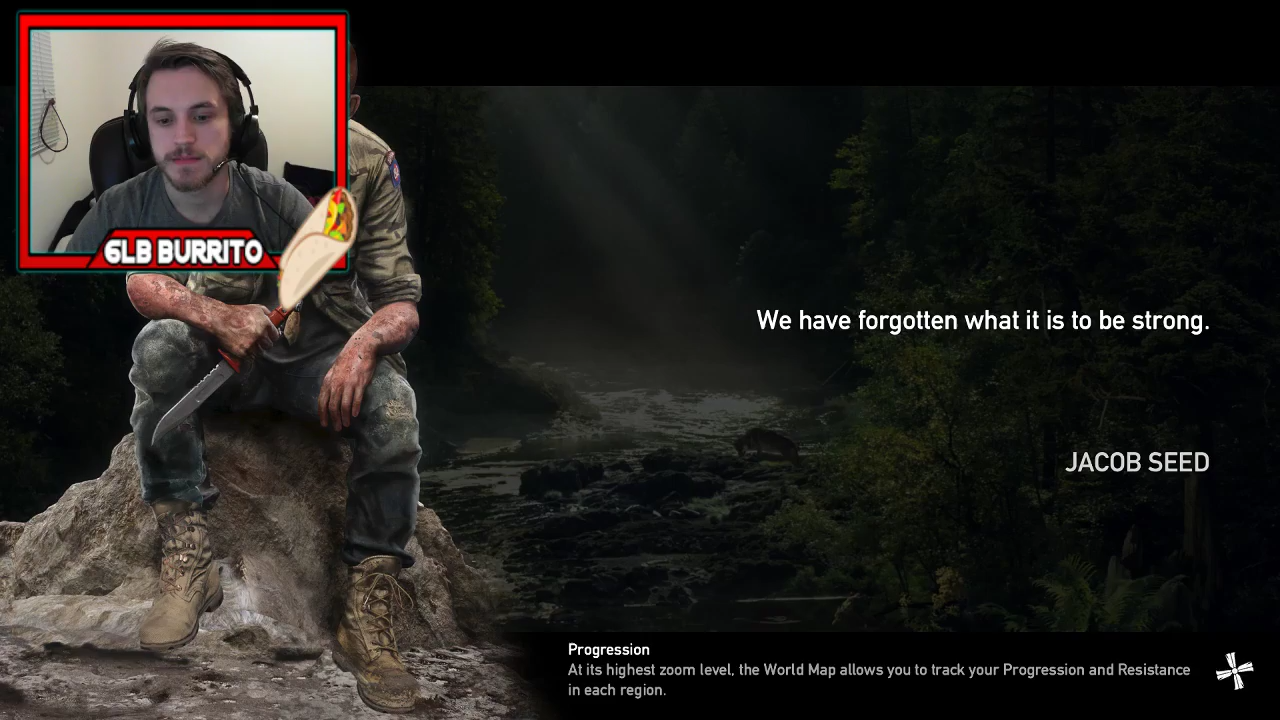 6LB BURRITO
We have forgotten what it is to be strong.
JACOB SEED
Progression
At its highest zoom level, the World Map allows you to track your Progression and Resistance
in each region.